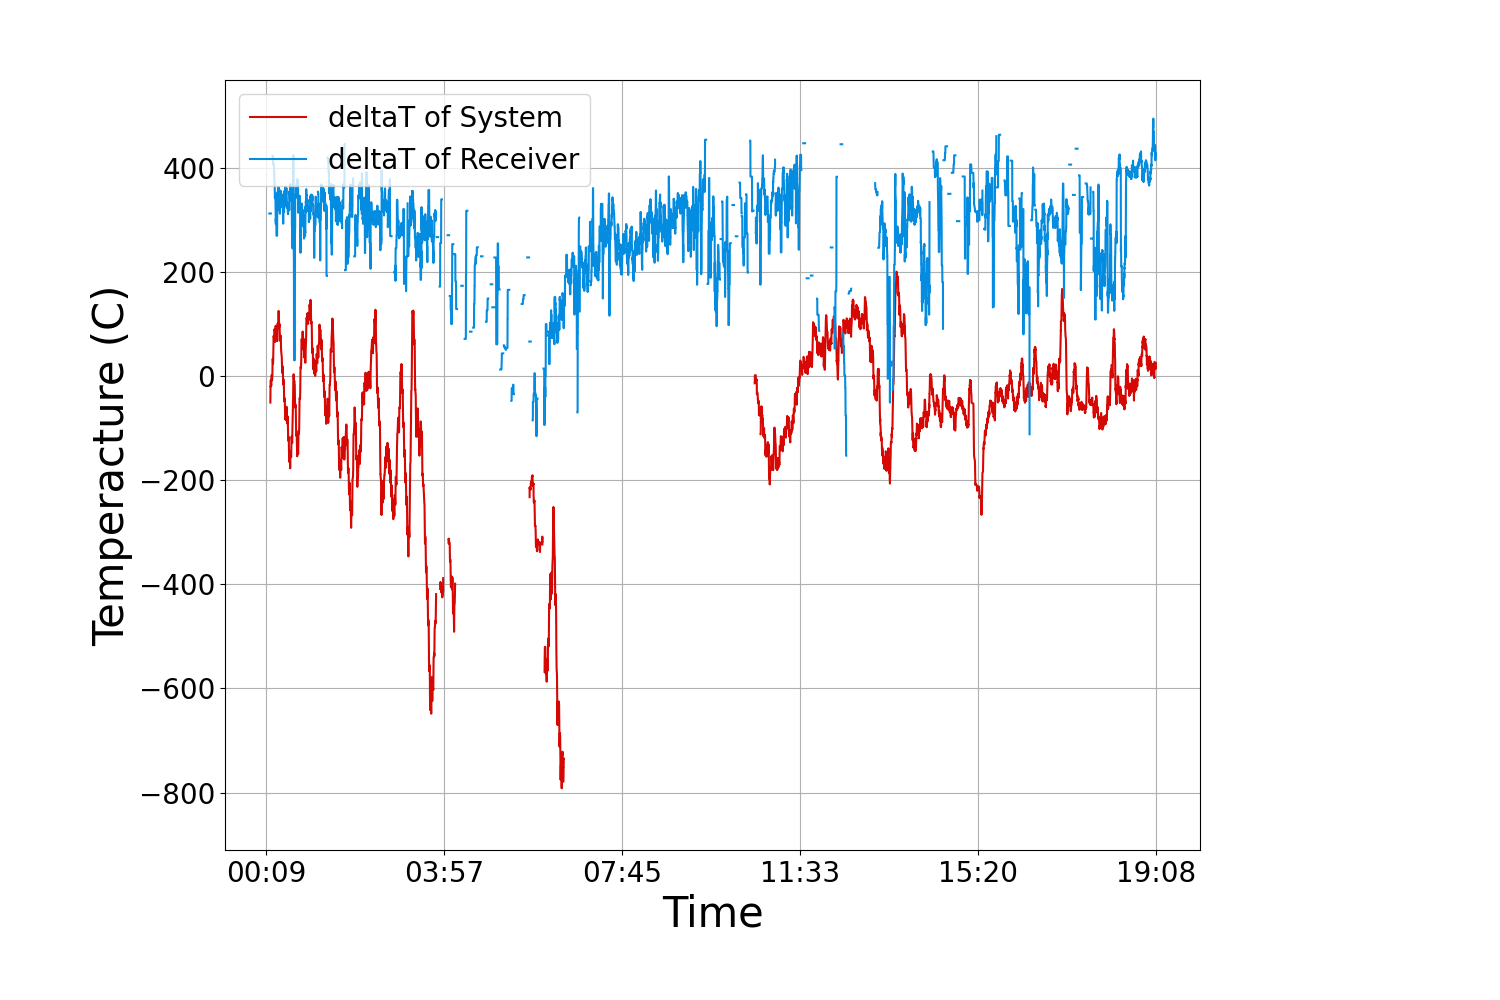 deltaT of System
deltaT of Receiver
400
200
0
−200
−400
−600
−800
Temperacture (C)
00:09 03:57 07:45 11:33 15:20 19:08
Time